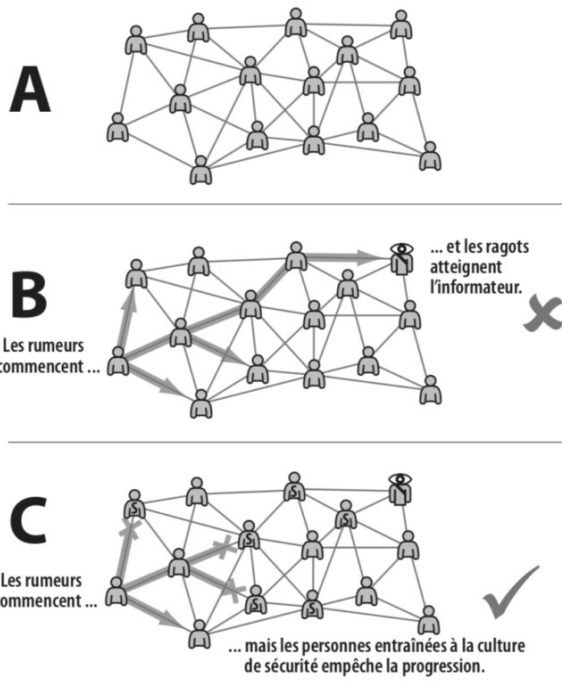 A
B
... et les ragots
atteignent
l'informateur.
Les rumeurs
commencent ...
C
S
S
S
S
S
S
Les rumeurs
ommencent ...
... mais les personnes entraînées à la culture
de sécurité empêche la progression.